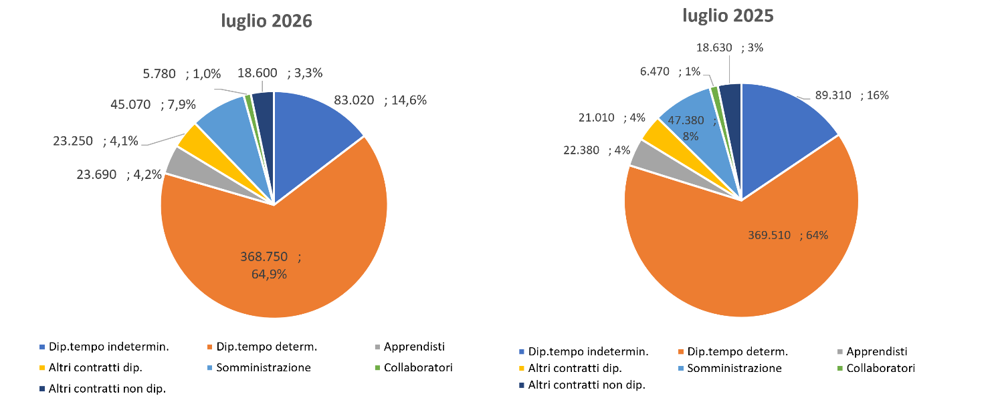 luglio 2026
5.780 ; 1,0%
18.600 ; 3,3%
45.070 ; 7,9%
83.020 ; 14,6%
23.250 ; 4,1%
23.690 ; 4,2%
368.750 ;
64,9%
Dip.tempo indetermin.
Dip.tempo determ.
Apprendisti
Altri contratti dip.
Somministrazione
Collaboratori
Altri contratti non dip.
luglio 2025
18.630 ; 3%
6.470 ; 1%
89.310 ; 16%
21.010 ; 4%
47.380 ;
8%
22.380 ; 4%
369.510 ; 64%
Dip.tempo indetermin.
Dip.tempo determ.
Apprendisti
Altri contratti dip.
Somministrazione
Collaboratori
Altri contratti non dip.